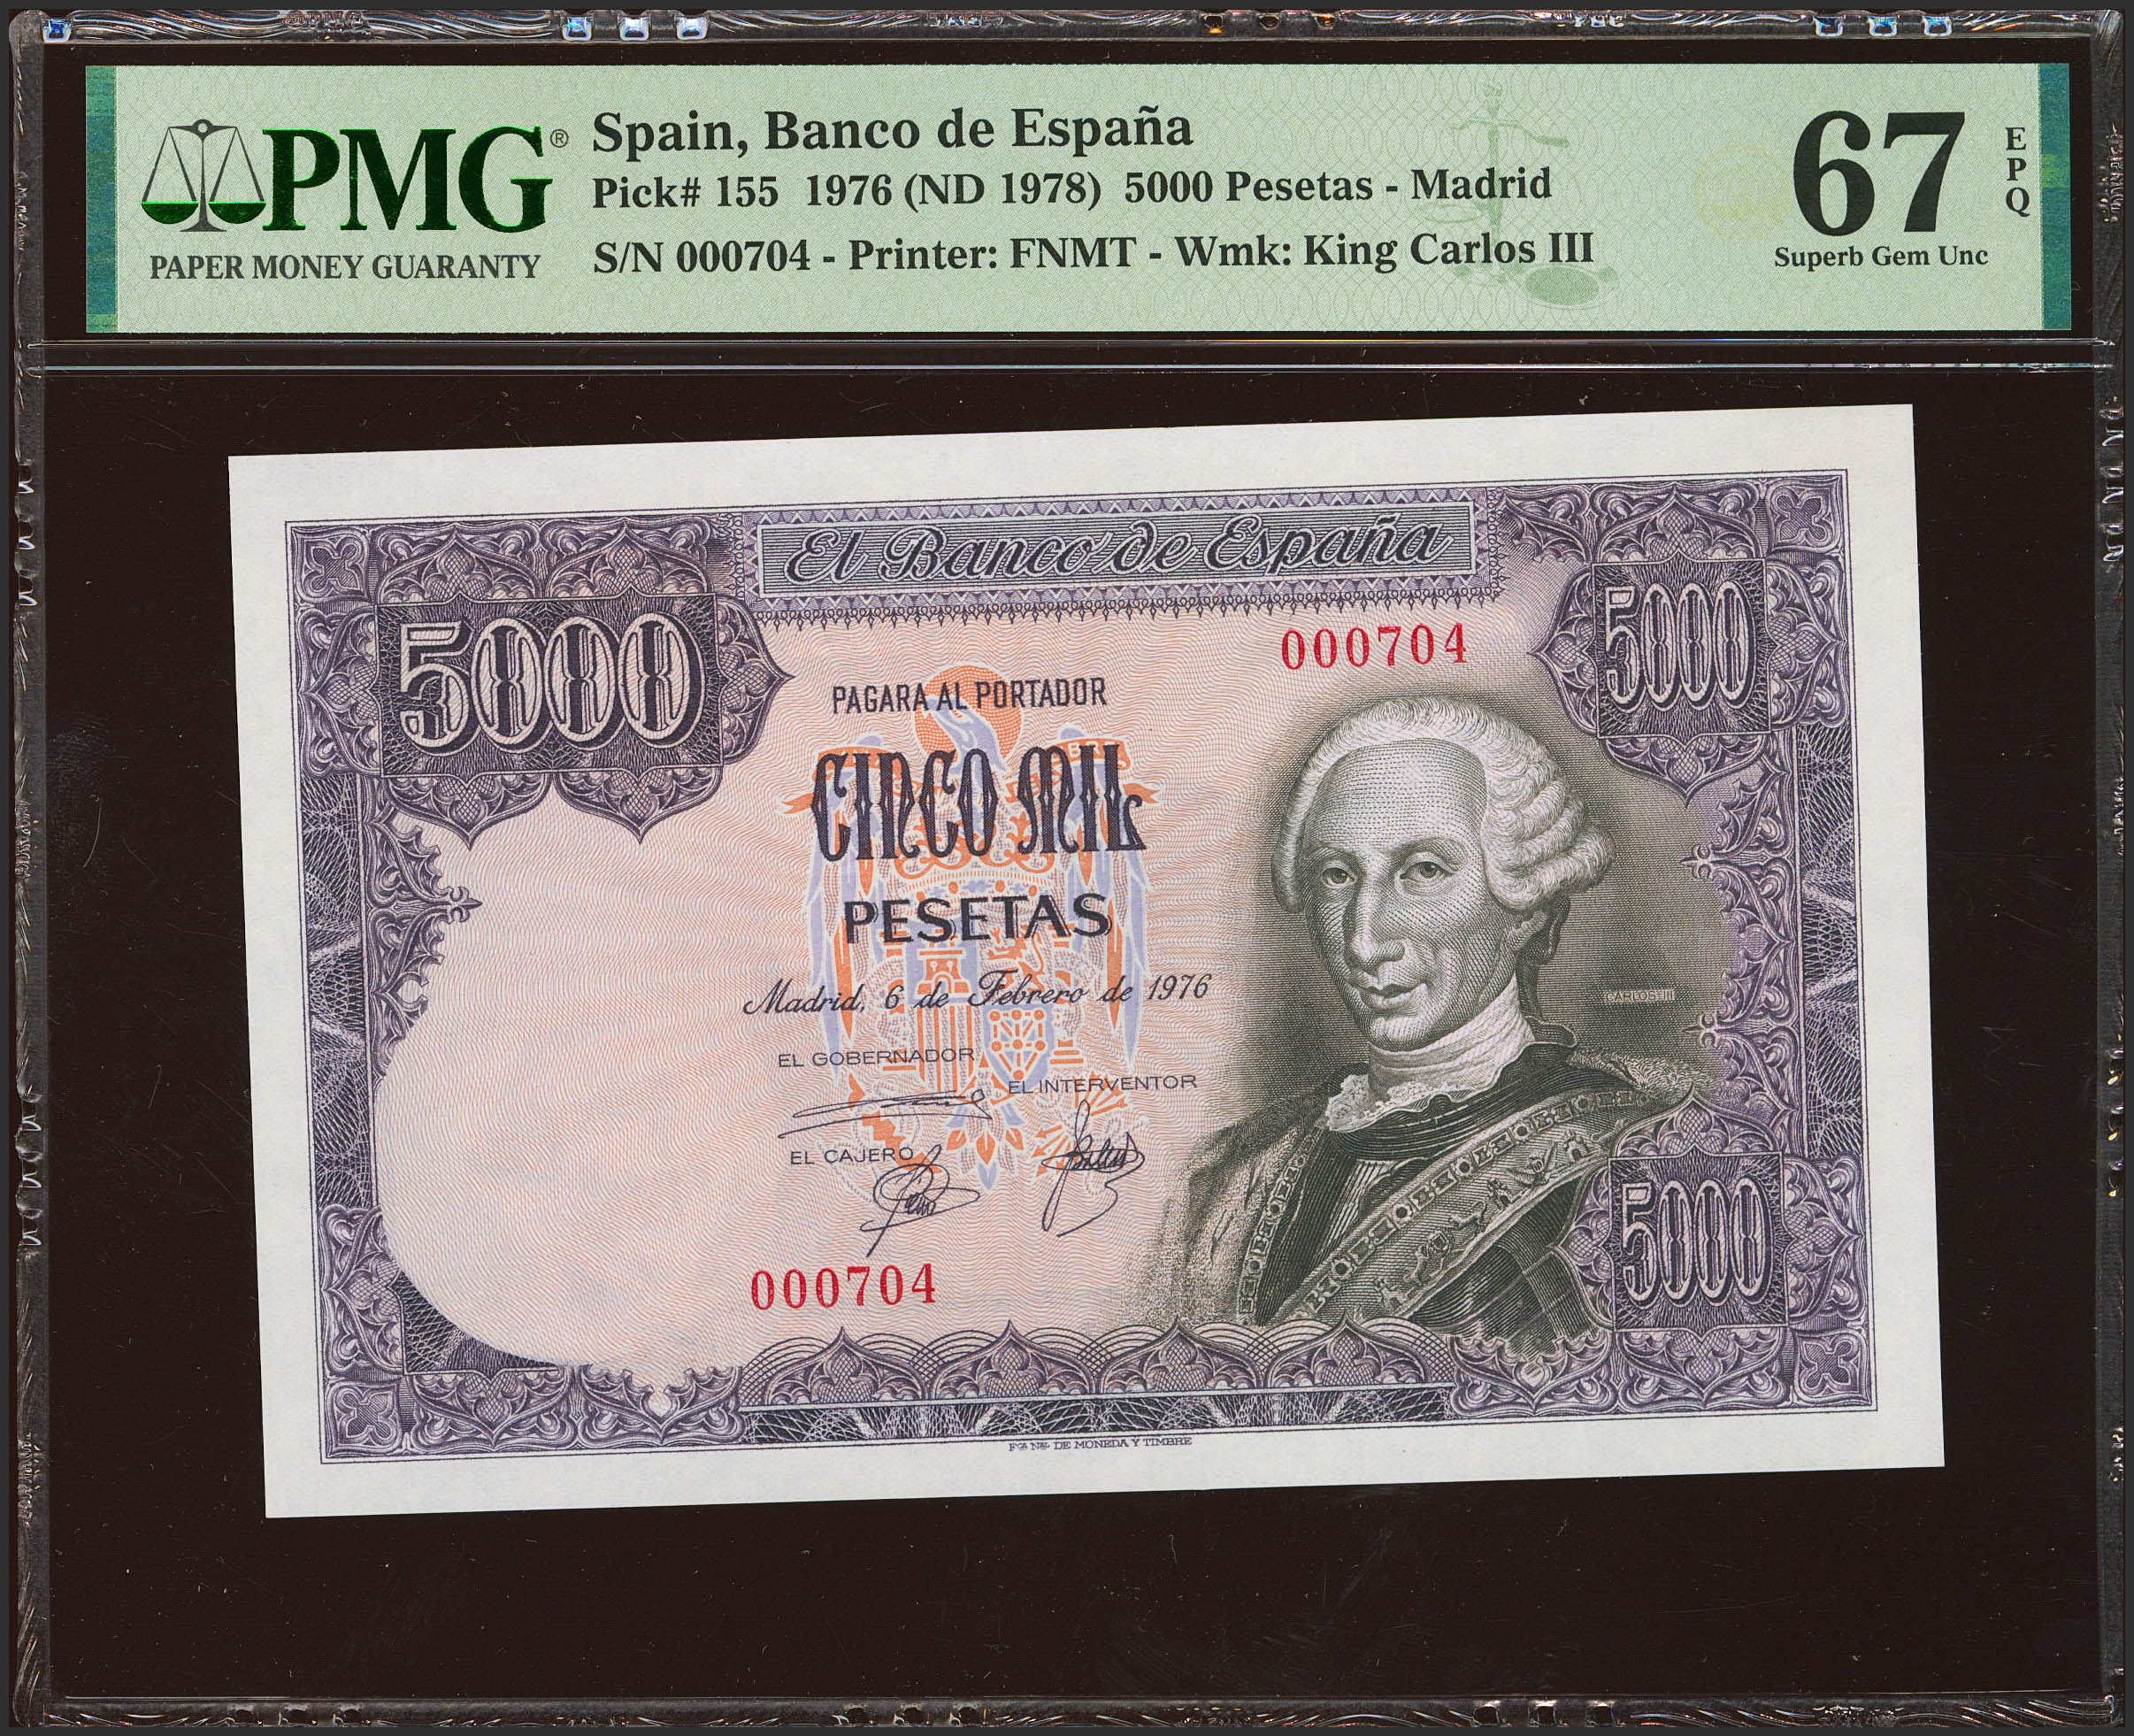 PMG®
PAPER MONEY GUARANTY
Spain, Banco de España
Pick# 155 1976 (ND 1978) 5000 Pesetas - Madrid
S/N 000704 - Printer: FNMT - Wmk: King Carlos III
67
EPQ
Superb Gem Unc
El Banco de España
5000
5000
000704
PAGARA AL PORTADOR
CINCO MIL
PESETAS
Madrid, 6 de Febrero de 1976
CARLOS III
EL GOBERNADOR
EL INTERVENTOR
EL CAJERO
5000
000704
Fca. Nal. DE MONEDA Y TIMBRE